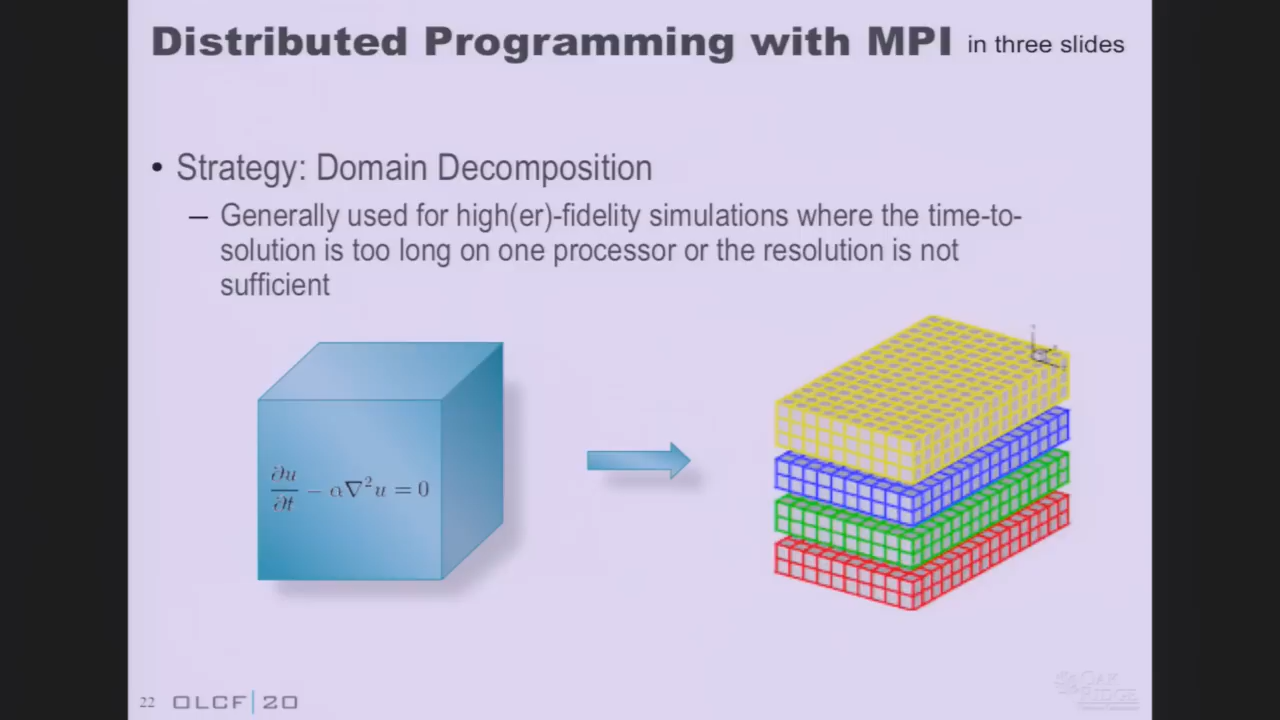 Distributed Programming with MPI in three slides
• Strategy: Domain Decomposition
– Generally used for high(er)-fidelity simulations where the time-to-
solution is too long on one processor or the resolution is not
sufficient
∂u/∂t − α∇²u = 0
22 OLCF|20
OAK
RIDGE